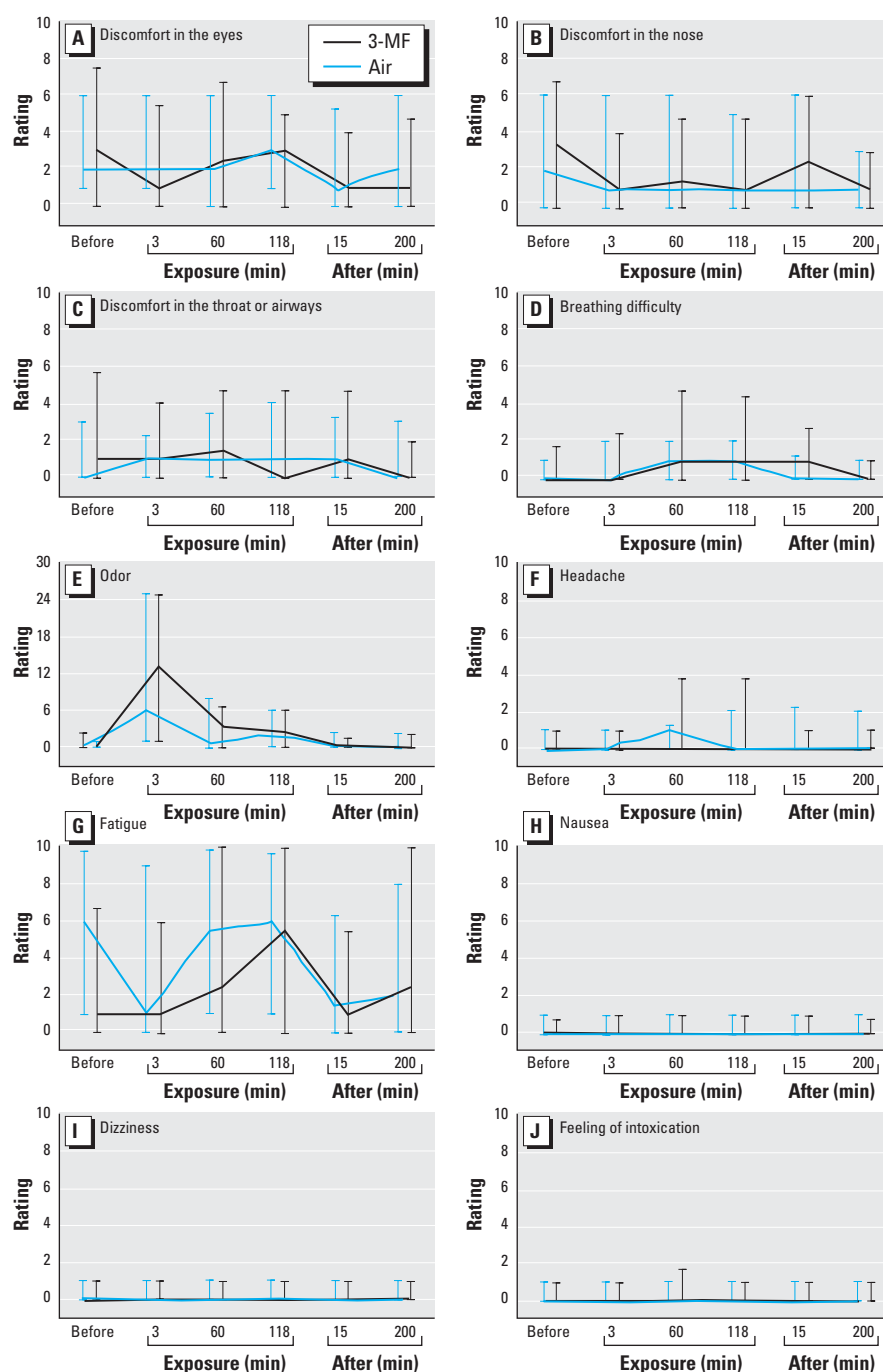 A Discomfort in the eyes
3-MF
Air
Rating
10
8
6
4
2
0
Before 3 60 118 15 200
Exposure (min) After (min)
B Discomfort in the nose
Rating
10
8
6
4
2
0
Before 3 60 118 15 200
Exposure (min) After (min)
C Discomfort in the throat or airways
Rating
10
8
6
4
2
0
Before 3 60 118 15 200
Exposure (min) After (min)
D Breathing difficulty
Rating
10
8
6
4
2
0
Before 3 60 118 15 200
Exposure (min) After (min)
E Odor
Rating
30
24
18
12
6
0
Before 3 60 118 15 200
Exposure (min) After (min)
F Headache
Rating
10
8
6
4
2
0
Before 3 60 118 15 200
Exposure (min) After (min)
G Fatigue
Rating
10
8
6
4
2
0
Before 3 60 118 15 200
Exposure (min) After (min)
H Nausea
Rating
10
8
6
4
2
0
Before 3 60 118 15 200
Exposure (min) After (min)
I Dizziness
Rating
10
8
6
4
2
0
Before 3 60 118 15 200
Exposure (min) After (min)
J Feeling of intoxication
Rating
10
8
6
4
2
0
Before 3 60 118 15 200
Exposure (min) After (min)